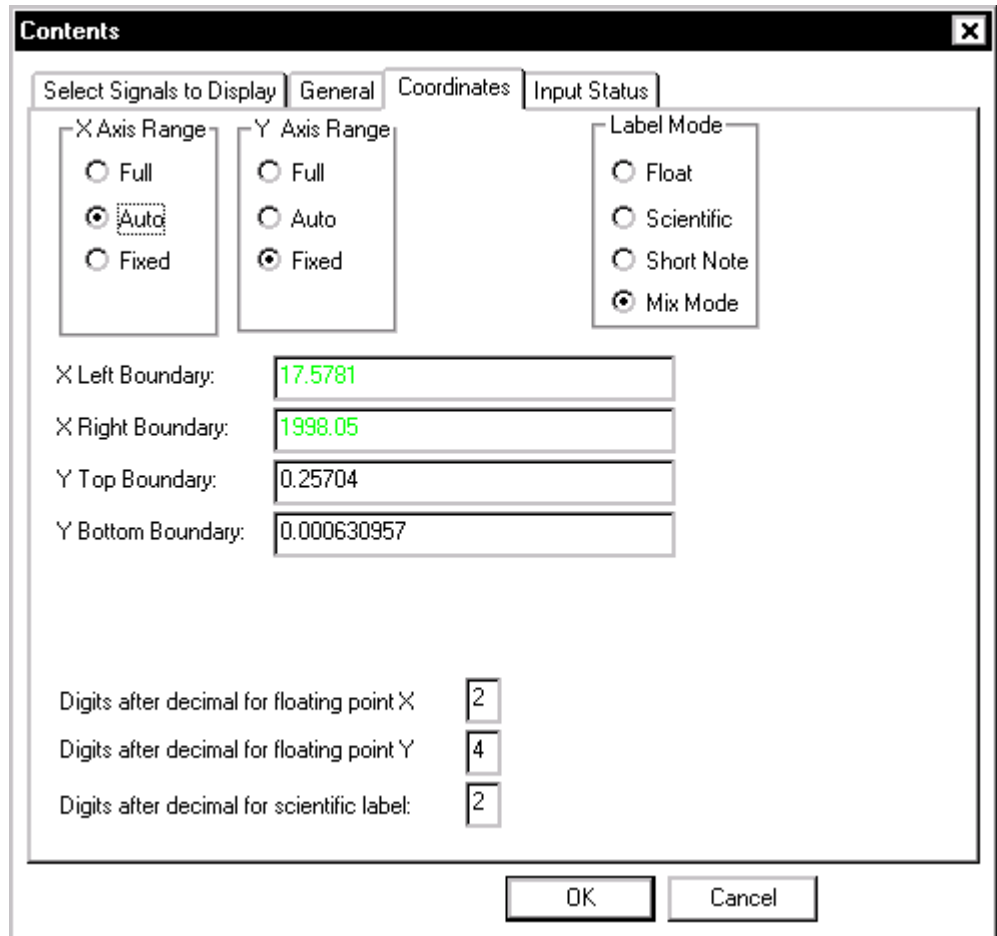 Contents
Select Signals to Display General Coordinates Input Status
X Axis Range Y Axis Range Label Mode
Full Full Float
Auto Auto Scientific
Fixed Fixed Short Note
Mix Mode
X Left Boundary: 17.5781
X Right Boundary: 1998.05
Y Top Boundary: 0.25704
Y Bottom Boundary: 0.000630957
Digits after decimal for floating point X 2
Digits after decimal for floating point Y 4
Digits after decimal for scientific label: 2
OK Cancel